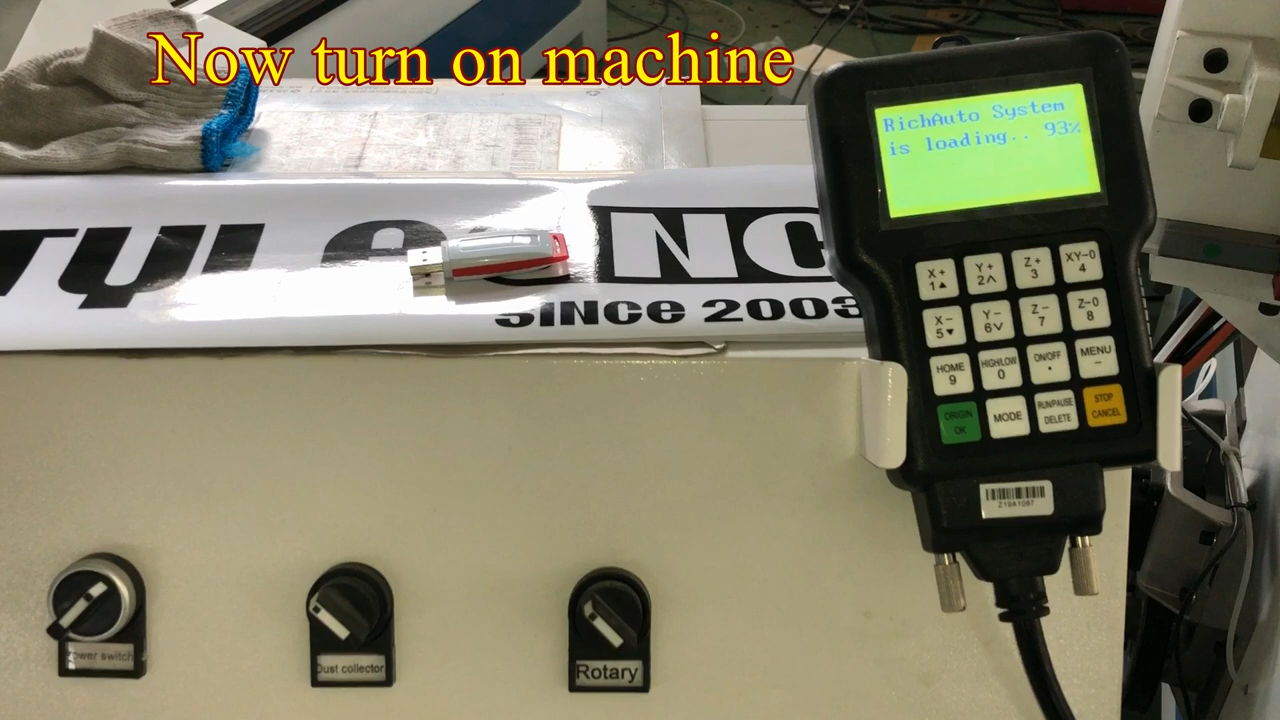 Now turn on machine
RichAuto System
is loading.. 93%
NC
SINCE 2003
X+ 1▲
Y+ 2∧
Z+ 3
XY-0 4
X- 5▼
Y- 6∨
Z- 7
Z-0 8
HOME 9
HIGH/LOW 0
ON/OFF •
MENU −
ORIGIN OK
MODE
RUN/PAUSE DELETE
STOP CANCEL
Z19A1097
Power switch
Dust collector
Rotary